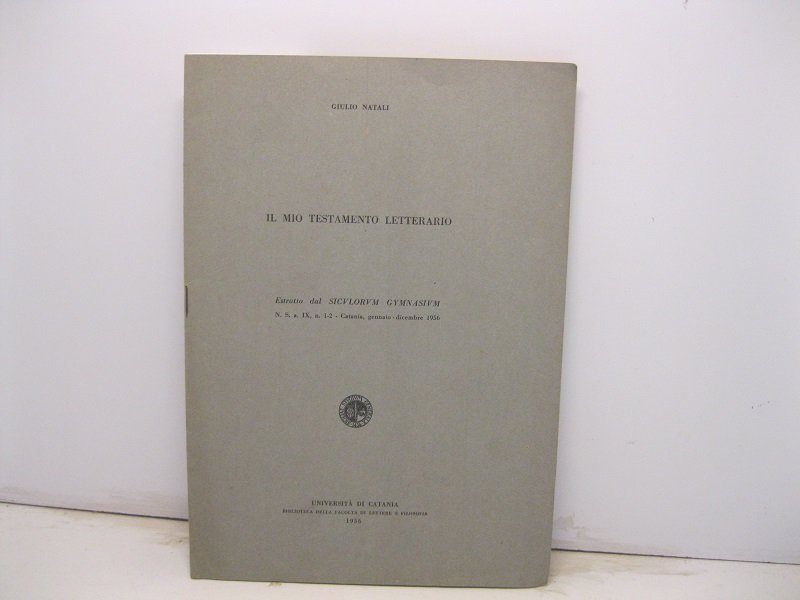 GIULIO NATALI
IL MIO TESTAMENTO LETTERARIO
Estratto dal SICVLORVM GYMNASIVM
N. S. a. IX, n. 1-2 - Catania, gennaio - dicembre 1956
UNIVERSITÀ DI CATANIA
BIBLIOTECA DELLA FACOLTÀ DI LETTERE E FILOSOFIA
1956